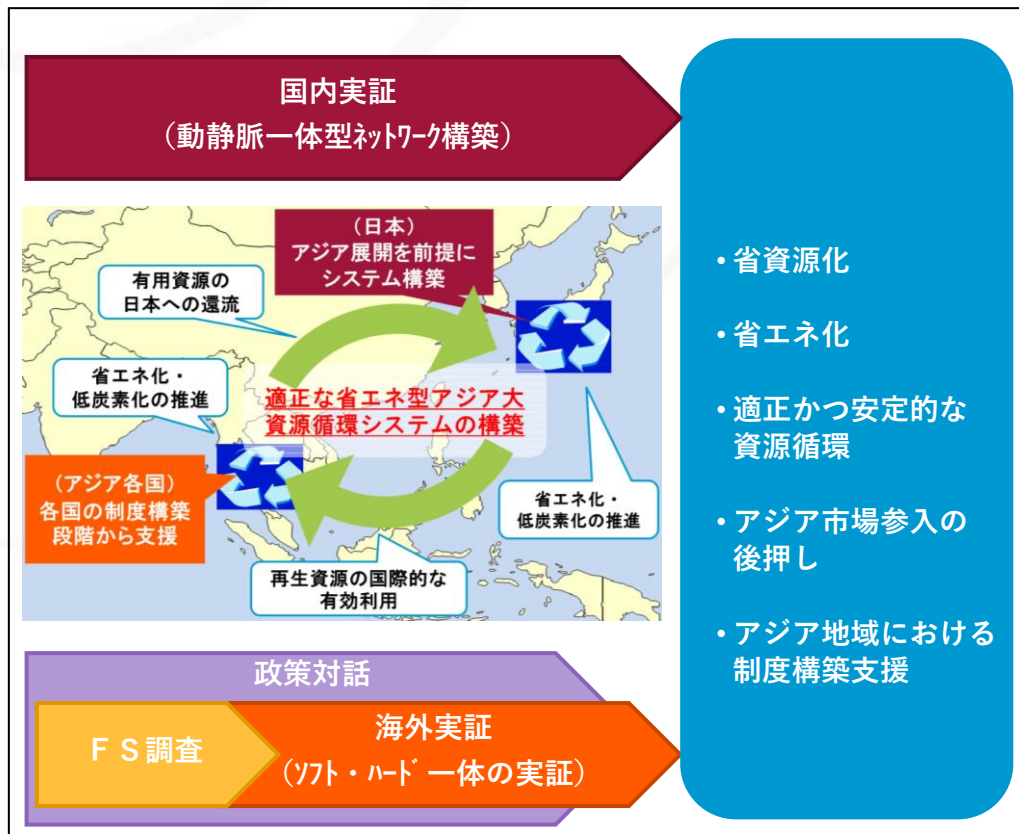 国内実証
（動静脈一体型ﾈｯﾄﾜｰｸ構築）
（日本）
アジア展開を前提に
システム構築
有用資源の
日本への還流
省エネ化・
低炭素化の推進
適正な省エネ型アジア大
資源循環システムの構築
（アジア各国）
各国の制度構築
段階から支援
省エネ化・
低炭素化の推進
再生資源の国際的な
有効利用
政策対話
ＦＳ調査
海外実証
（ｿﾌﾄ・ﾊｰﾄﾞ一体の実証）
・省資源化
・省エネ化
・適正かつ安定的な
資源循環
・アジア市場参入の
後押し
・アジア地域における
制度構築支援